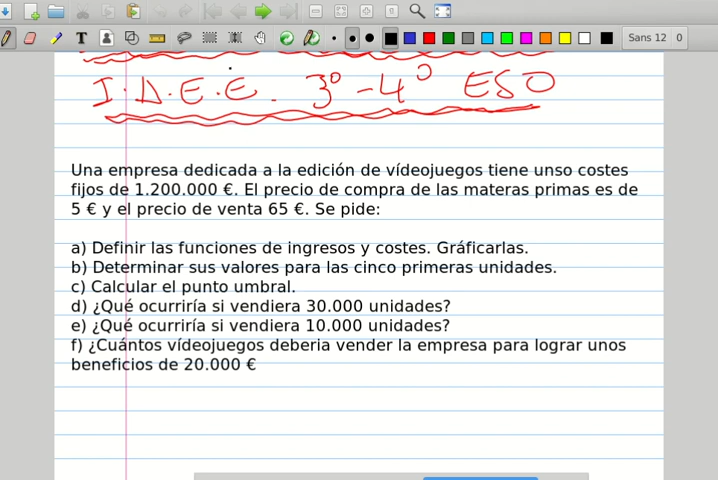 Sans 12 0
I.D.E.E. 3º - 4º ESO
Una empresa dedicada a la edición de vídeojuegos tiene unso costes
fijos de 1.200.000 €. El precio de compra de las materas primas es de
5 € y el precio de venta 65 €. Se pide:
a) Definir las funciones de ingresos y costes. Gráficarlas.
b) Determinar sus valores para las cinco primeras unidades.
c) Calcular el punto umbral.
d) ¿Qué ocurriría si vendiera 30.000 unidades?
e) ¿Qué ocurriría si vendiera 10.000 unidades?
f) ¿Cuántos vídeojuegos deberia vender la empresa para lograr unos
beneficios de 20.000 €